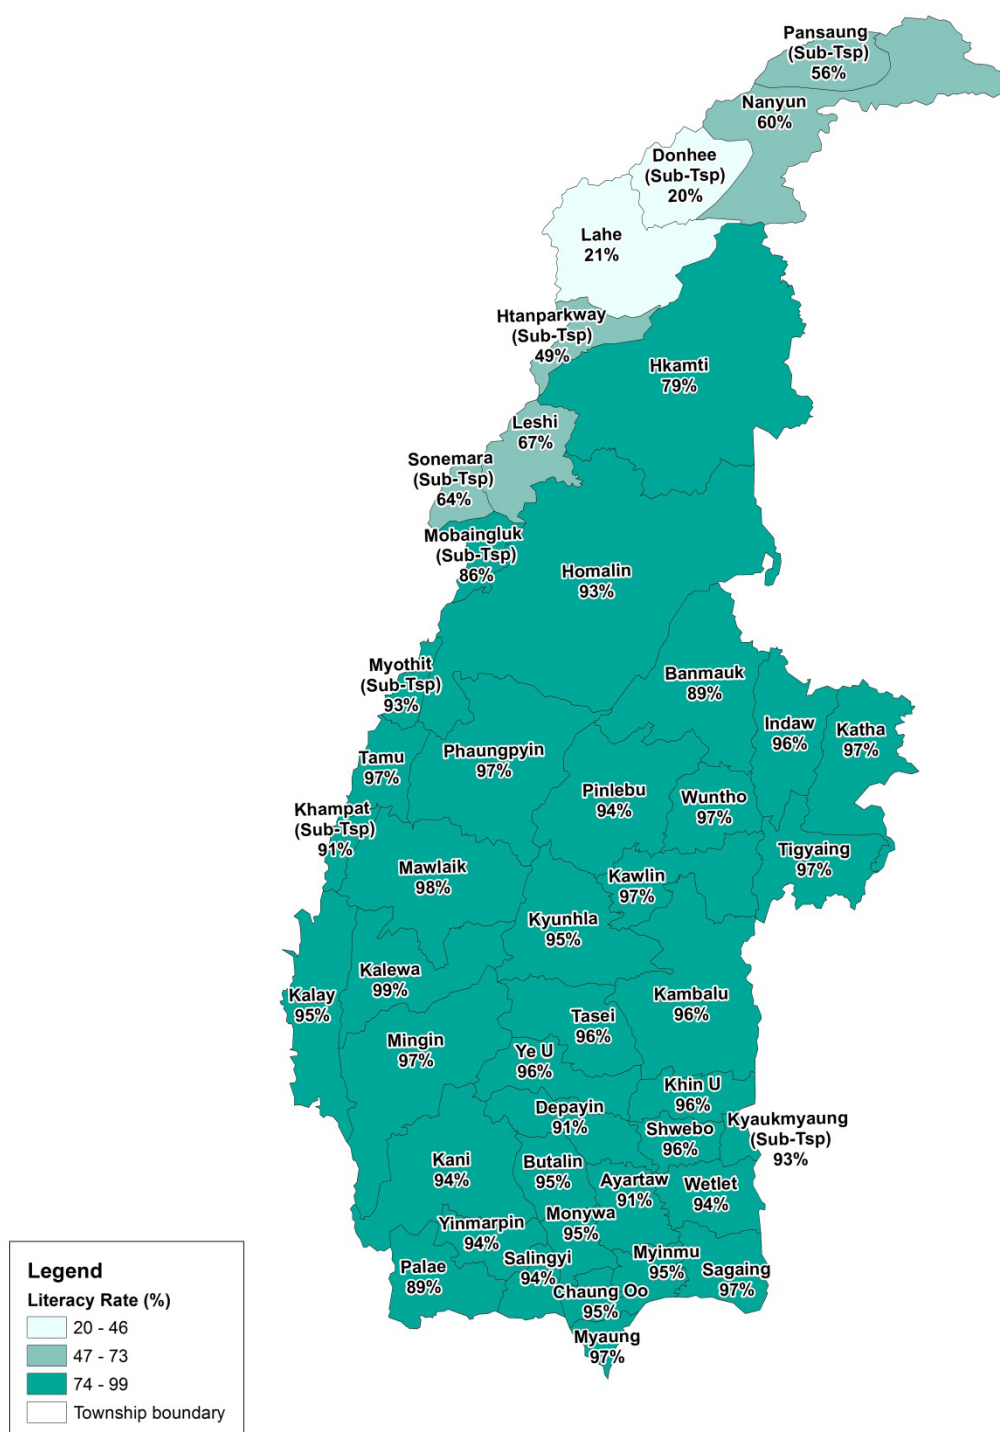 Pansaung
(Sub-Tsp)
56%
Nanyun
60%
Donhee
(Sub-Tsp)
20%
Lahe
21%
Htanparkway
(Sub-Tsp)
49%
Hkamti
79%
Leshi
67%
Sonemara
(Sub-Tsp)
64%
Mobaingluk
(Sub-Tsp)
86%
Homalin
93%
Myothit
(Sub-Tsp)
93%
Banmauk
89%
Indaw
96%
Katha
97%
Tamu
97%
Phaungpyin
97%
Pinlebu
94%
Wuntho
97%
Khampat
(Sub-Tsp)
91%
Tigyaing
97%
Mawlaik
98%
Kawlin
97%
Kyunhla
95%
Kalewa
99%
Kalay
95%
Kambalu
96%
Tasei
96%
Mingin
97%
Ye U
96%
Khin U
96%
Depayin
91%
Shwebo
96%
Kyaukmyaung
(Sub-Tsp)
93%
Kani
94%
Butalin
95%
Ayartaw
91%
Wetlet
94%
Monywa
95%
Yinmarpin
94%
Salingyi
94%
Myinmu
95%
Sagaing
97%
Palae
89%
Chaung Oo
95%
Myaung
97%
Legend
Literacy Rate (%)
20 - 46
47 - 73
74 - 99
Township boundary